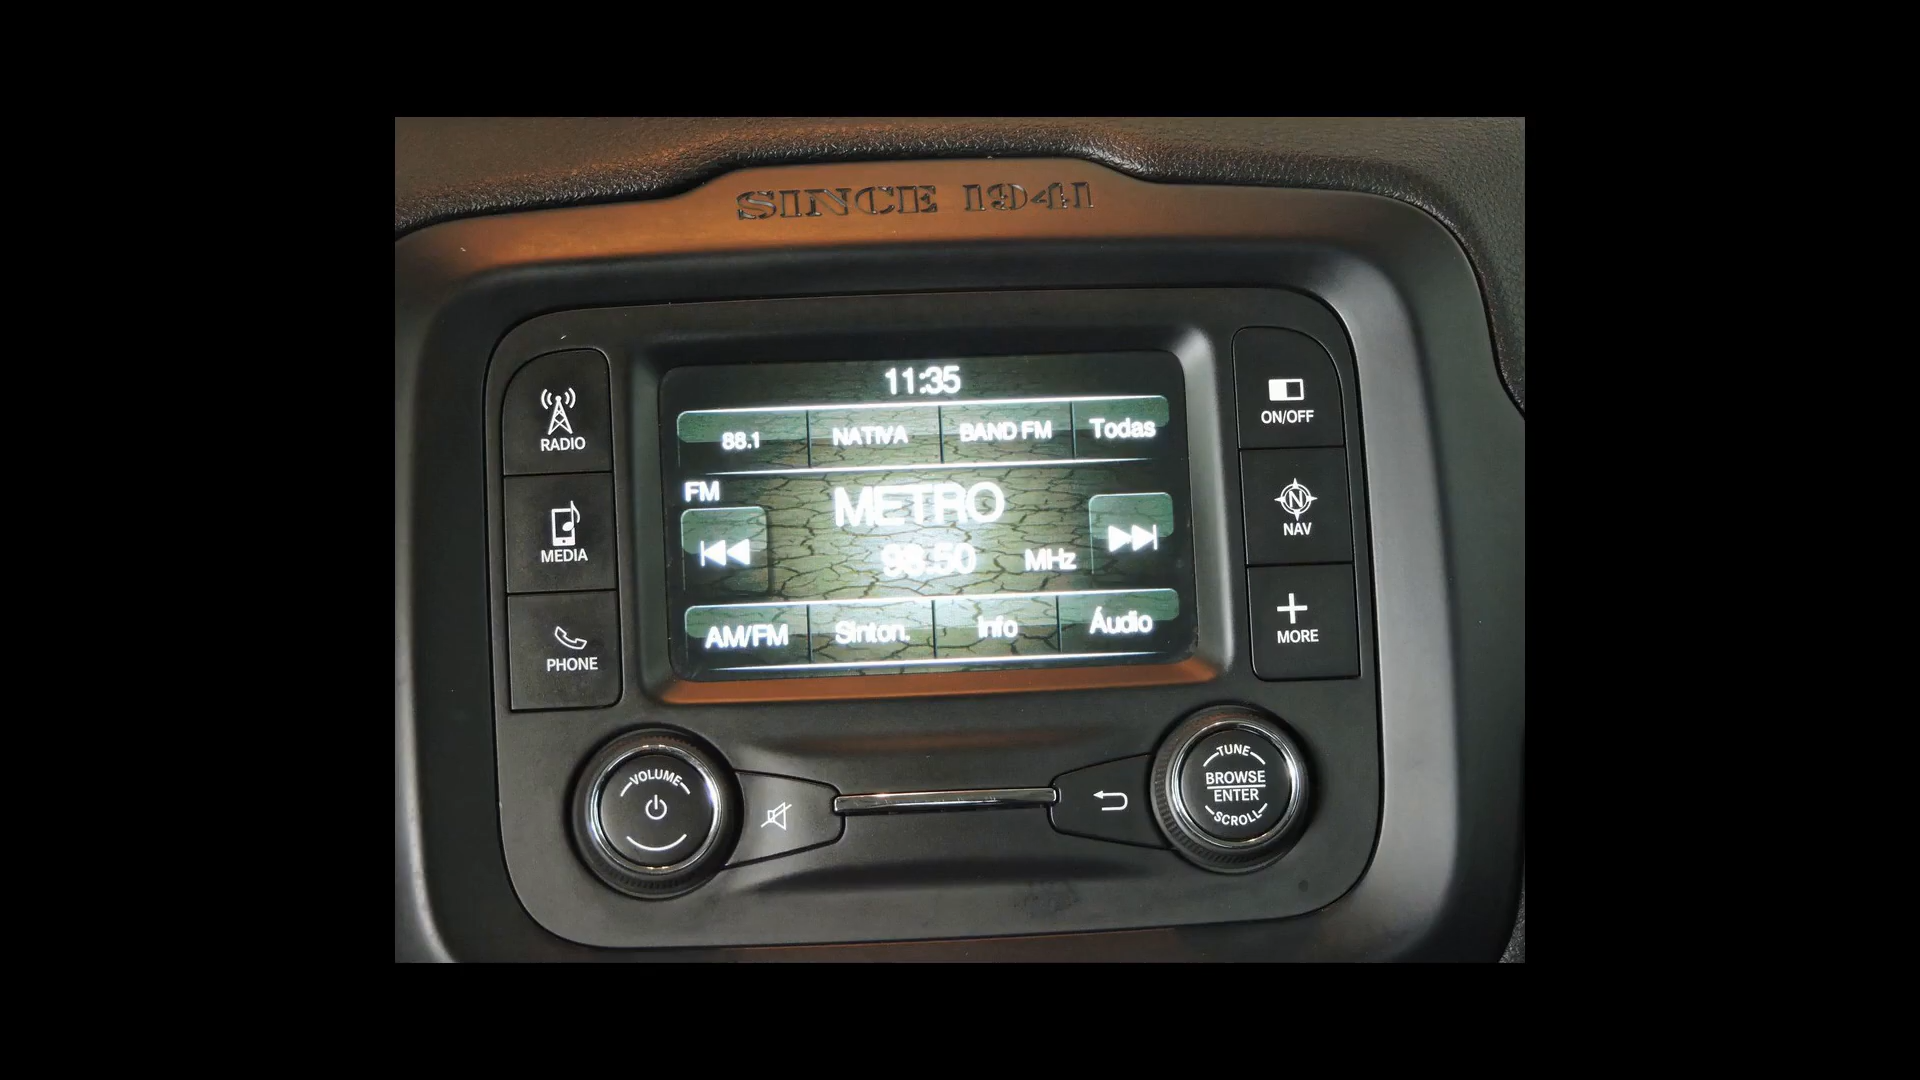 SINCE 1941
11:35
88.1 NATIVA BAND FM Todas
FM
METRO
98.50 MHz
AM/FM Sinton. Info Áudio
RADIO
MEDIA
PHONE
ON/OFF
N
NAV
MORE
VOLUME
TUNE
BROWSE
ENTER
SCROLL